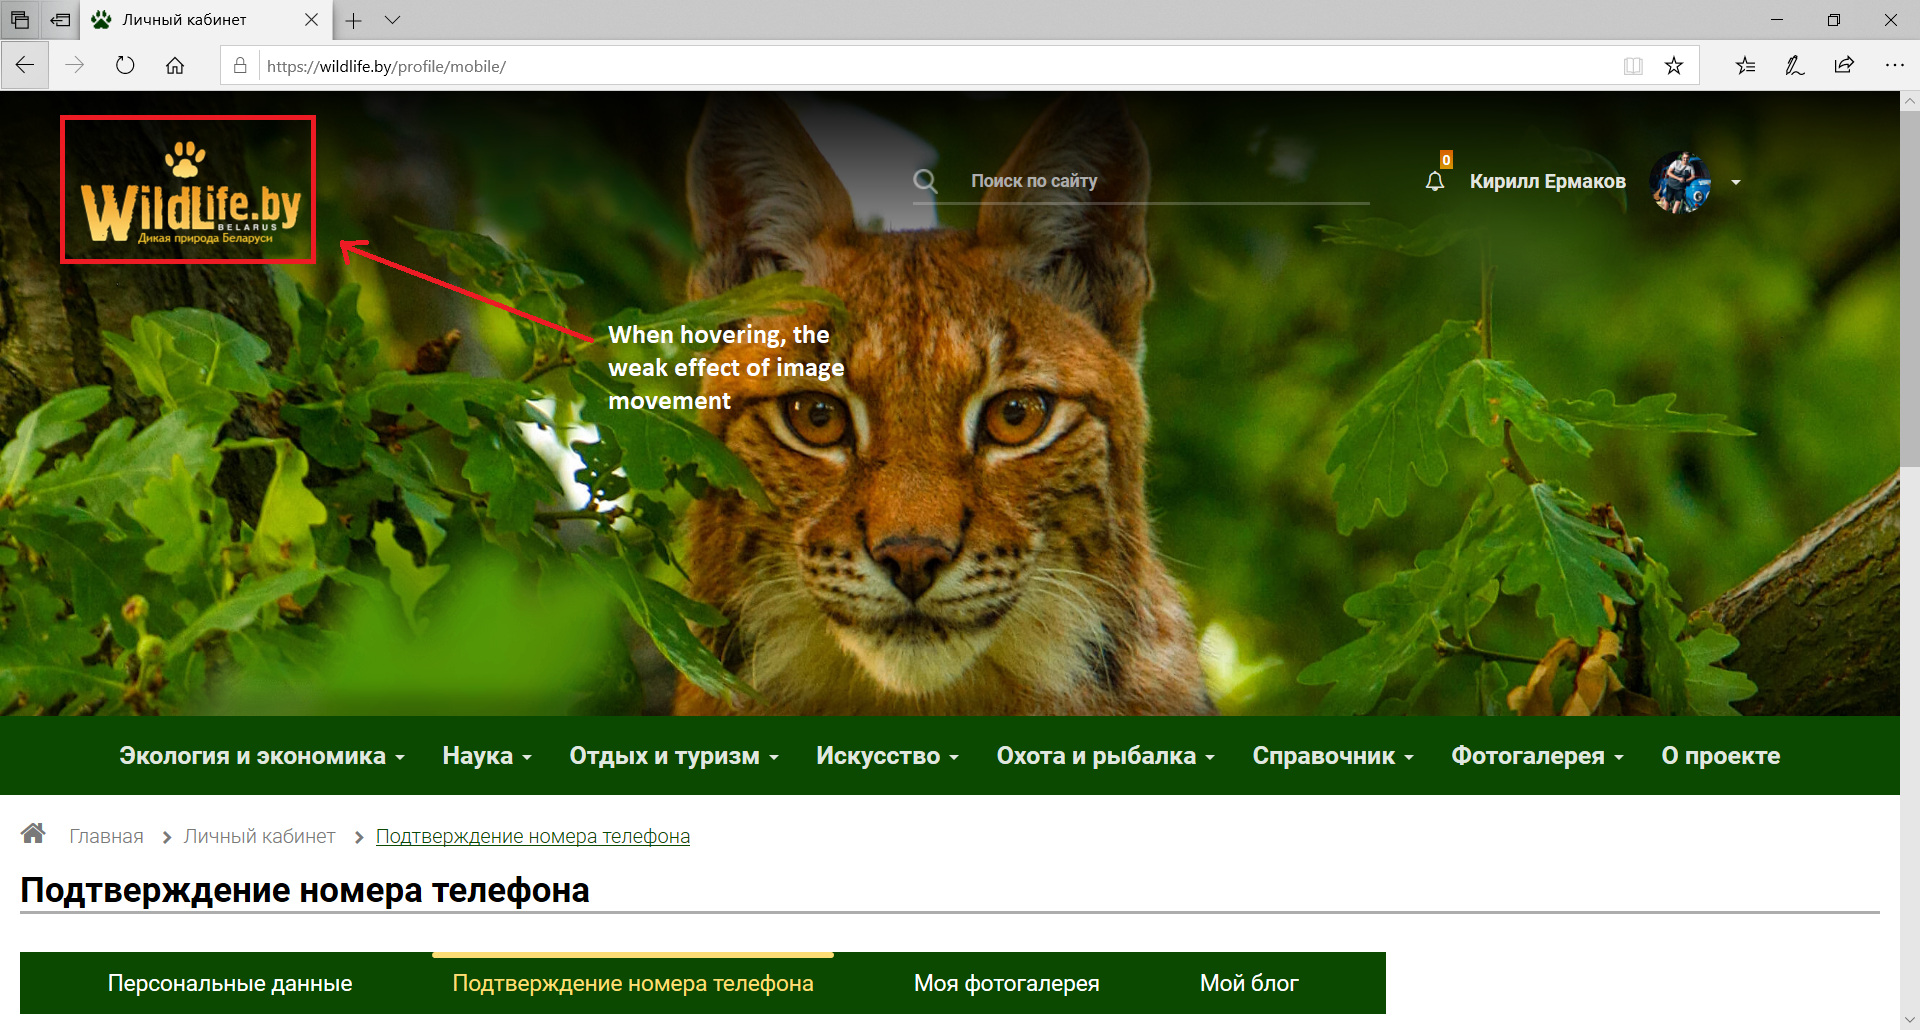 Личный кабинет
https://wildlife.by/profile/mobile/
WildLife.by
BELARUS
Дикая природа Беларуси
Поиск по сайту
0
Кирилл Ермаков
When hovering, the
weak effect of image
movement
Экология и экономика Наука Отдых и туризм Искусство Охота и рыбалка Справочник Фотогалерея О проекте
Главная Личный кабинет Подтверждение номера телефона
Подтверждение номера телефона
Персональные данные Подтверждение номера телефона Моя фотогалерея Мой блог